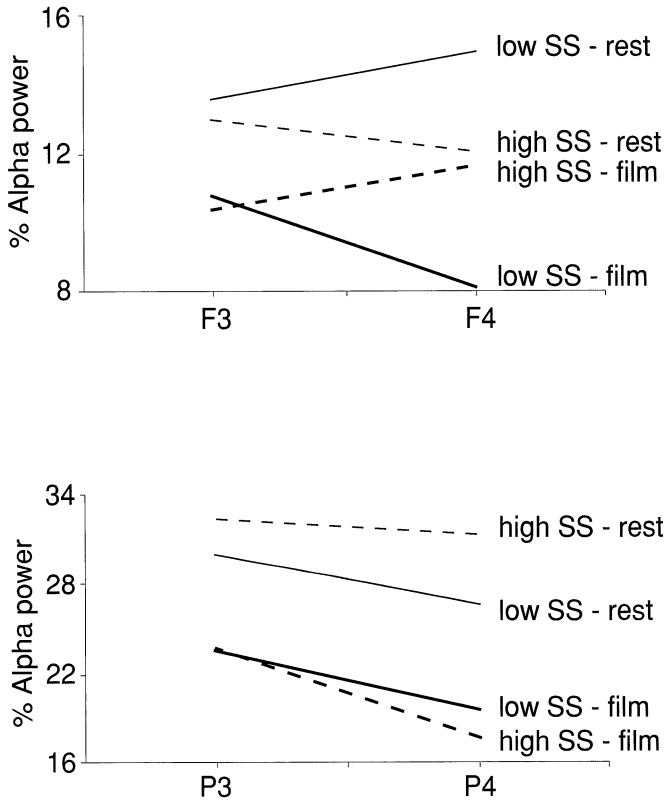 16
low SS - rest
high SS - rest
12
high SS - film
% Alpha power
low SS - film
8
F3 F4
34
high SS - rest
28
low SS - rest
% Alpha power
22
low SS - film
high SS - film
16
P3 P4